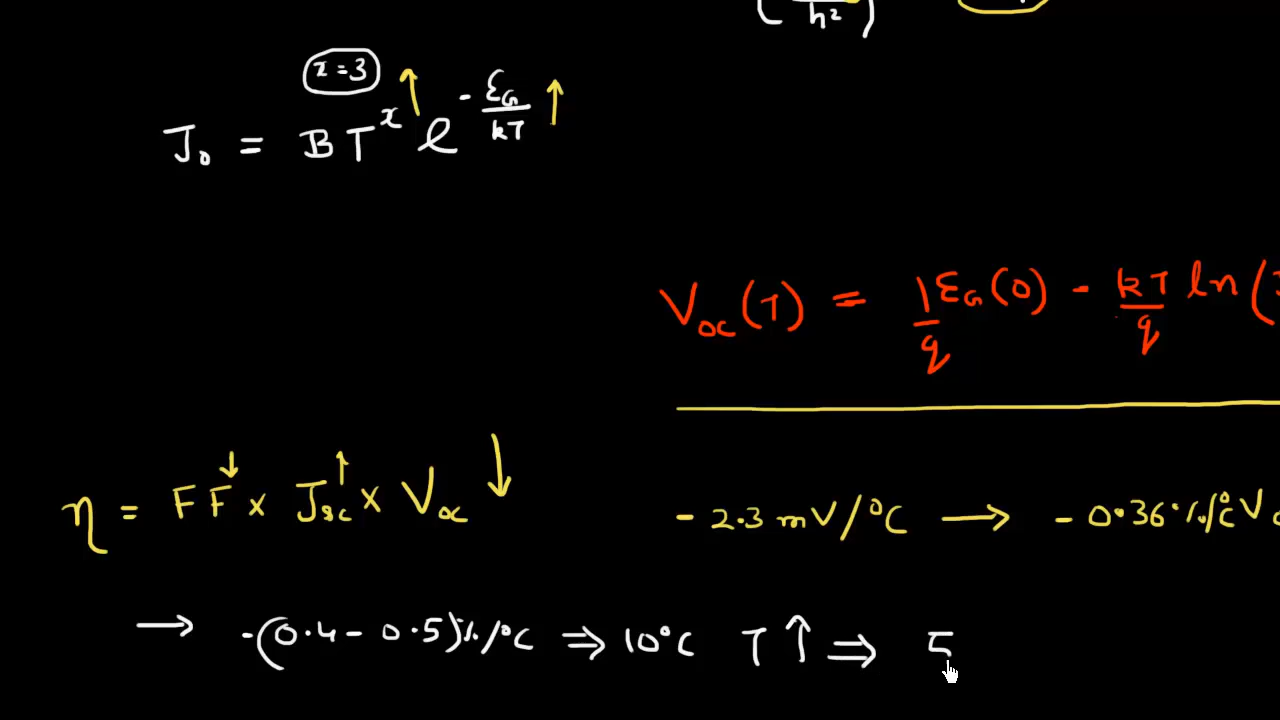 h²
x = 3
J₀ = B T^x e^(-E_G/kT)
V_OC(T) = 1/q E_G(0) - kT/q ln(
η = FF × J_sc × V_oc
- 2.3 mV/°C → - 0.36 %/°C V
→ -(0.4 - 0.5)%/°C ⇒ 10°C T ↑ ⇒ 5